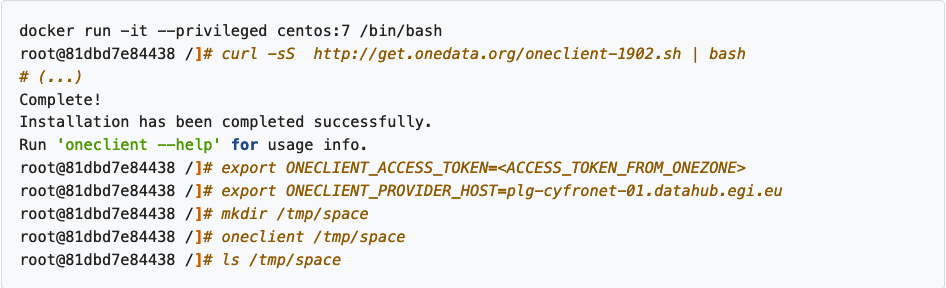 docker run -it --privileged centos:7 /bin/bash
root@81dbd7e84438 /]# curl -sS  http://get.onedata.org/oneclient-1902.sh | bash
# (...)
Complete!
Installation has been completed successfully.
Run 'oneclient --help' for usage info.
root@81dbd7e84438 /]# export ONECLIENT_ACCESS_TOKEN=<ACCESS_TOKEN_FROM_ONEZONE>
root@81dbd7e84438 /]# export ONECLIENT_PROVIDER_HOST=plg-cyfronet-01.datahub.egi.eu
root@81dbd7e84438 /]# mkdir /tmp/space
root@81dbd7e84438 /]# oneclient /tmp/space
root@81dbd7e84438 /]# ls /tmp/space